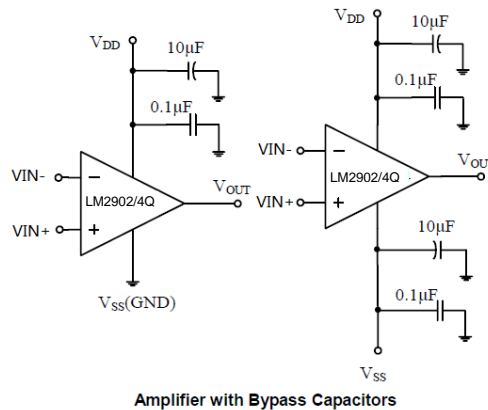 VDD
10μF
0.1μF
VIN-
−
LM2902/4Q
VOUT
VIN+
+
VSS(GND)
VDD
10μF
0.1μF
VIN-
−
LM2902/4Q
VOU
VIN+
+
10μF
0.1μF
VSS
Amplifier with Bypass Capacitors